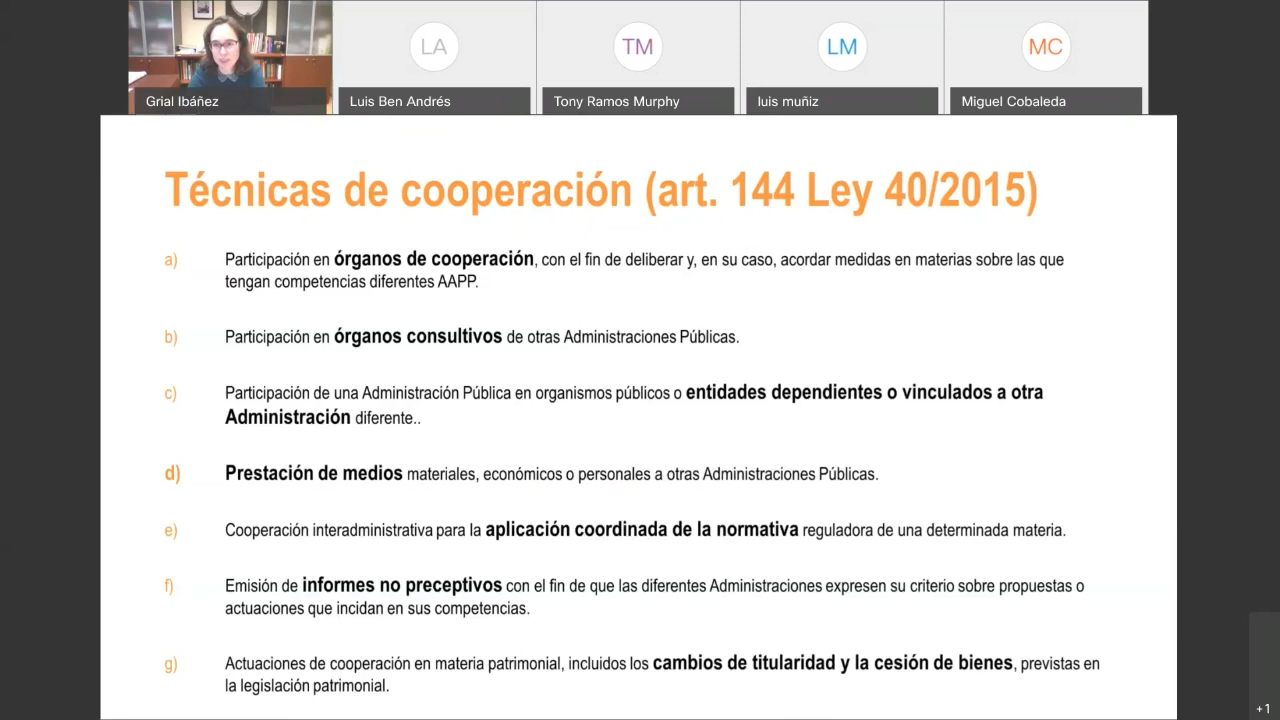 LA
TM
LM
MC
Grial Ibáñez
Luis Ben Andrés
Tony Ramos Murphy
luis muñiz
Miguel Cobaleda
Técnicas de cooperación (art. 144 Ley 40/2015)
a) Participación en órganos de cooperación, con el fin de deliberar y, en su caso, acordar medidas en materias sobre las que
tengan competencias diferentes AAPP.
b) Participación en órganos consultivos de otras Administraciones Públicas.
c) Participación de una Administración Pública en organismos públicos o entidades dependientes o vinculados a otra
Administración diferente..
d) Prestación de medios materiales, económicos o personales a otras Administraciones Públicas.
e) Cooperación interadministrativa para la aplicación coordinada de la normativa reguladora de una determinada materia.
f) Emisión de informes no preceptivos con el fin de que las diferentes Administraciones expresen su criterio sobre propuestas o
actuaciones que incidan en sus competencias.
g) Actuaciones de cooperación en materia patrimonial, incluidos los cambios de titularidad y la cesión de bienes, previstas en
la legislación patrimonial.
+1